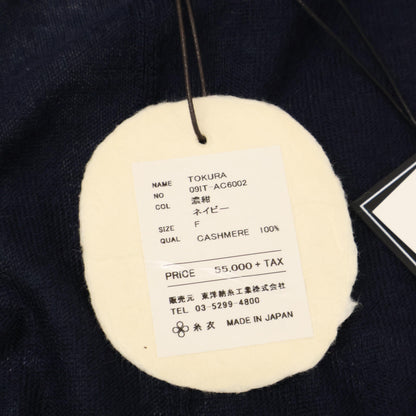 NAME TOKURA
NO 09IT-AC6002
COL 濃紺
ネイビー
SIZE F
QUAL CASHMERE 100%
PRICE 55,000 + TAX
販売元 東洋紡糸工業株式会社
TEL 03-5299-4800
糸衣 MADE IN JAPAN